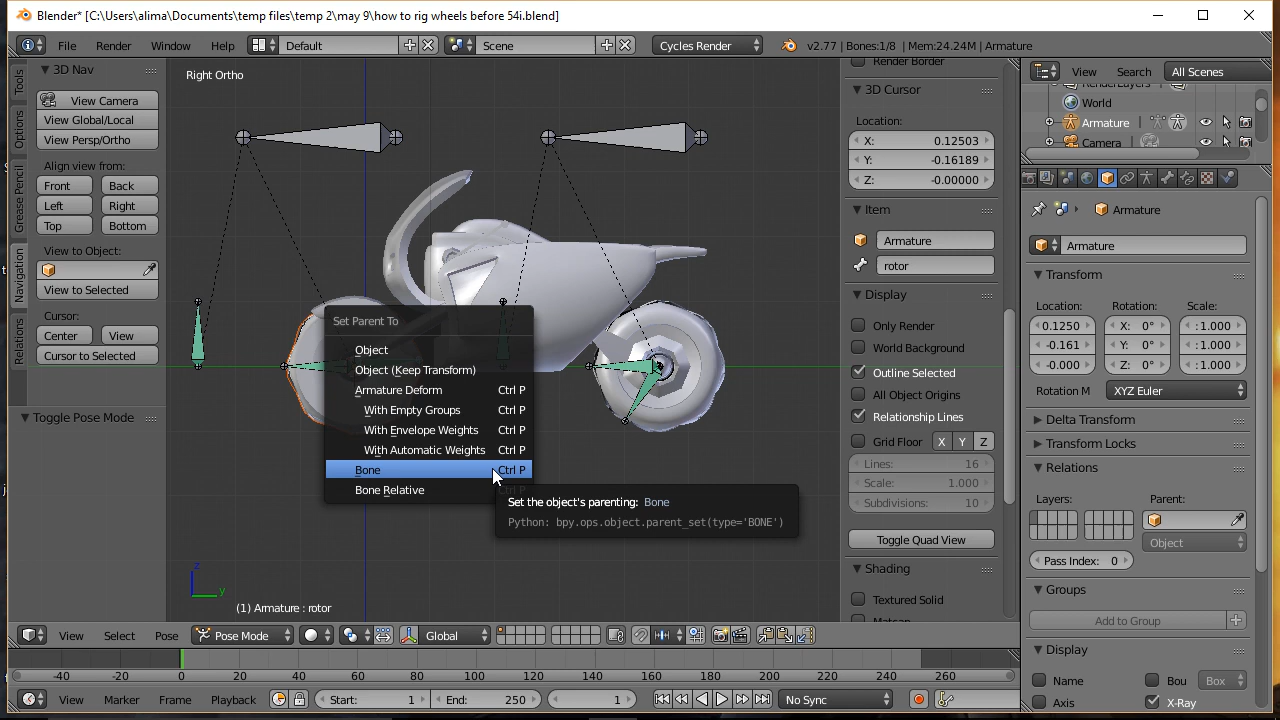 Blender* [C:\Users\alima\Documents\temp files\temp 2\may 9\how to rig wheels before 54i.blend]
File Render Window Help Default Scene Cycles Render v2.77 | Bones:1/8 | Mem:24.24M | Armature
Tools
Options
Grease Pencil
Navigation
Relations
3D Nav
View Camera
View Global/Local
View Persp/Ortho
Align view from:
Front Back
Left Right
Top Bottom
View to Object:
View to Selected
Cursor:
Center View
Cursor to Selected
Toggle Pose Mode
Right Ortho
Set Parent To
Object
Object (Keep Transform)
Armature Deform Ctrl P
With Empty Groups Ctrl P
With Envelope Weights Ctrl P
With Automatic Weights Ctrl P
Bone Ctrl P
Bone Relative Ctrl P
Set the object's parenting: Bone
Python: bpy.ops.object.parent_set(type='BONE')
z
y
(1) Armature : rotor
Render Border
3D Cursor
Location:
X: 0.12503
Y: -0.16189
Z: -0.00000
Item
Armature
rotor
Display
Only Render
World Background
Outline Selected
All Object Origins
Relationship Lines
Grid Floor X Y Z
Lines: 16
Scale: 1.000
Subdivisions: 10
Toggle Quad View
Shading
Textured Solid
View Search All Scenes
RenderLayers
World
Armature
Camera
Armature
Armature
Transform
Location: Rotation: Scale:
0.1250 X: 0° :1.000
-0.161 Y: 0° :1.000
-0.000 Z: 0° :1.000
Rotation M XYZ Euler
Delta Transform
Transform Locks
Relations
Layers: Parent:
Object
Pass Index: 0
Groups
Add to Group
Display
Name Bou Box
Axis X-Ray
View Select Pose Pose Mode Global
-40 -20 0 20 40 60 80 100 120 140 160 180 200 220 240 260
View Marker Frame Playback Start: 1 End: 250 1 No Sync